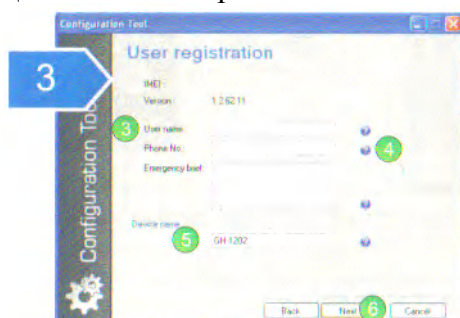 Configuration Tool
User registration
3
IMEI:
Version 1.2.62.11
3 User name
Phone No. 4
Emergency brief
Device name
5 GH-1202
Configuration Tool
Back Next 6 Cancel